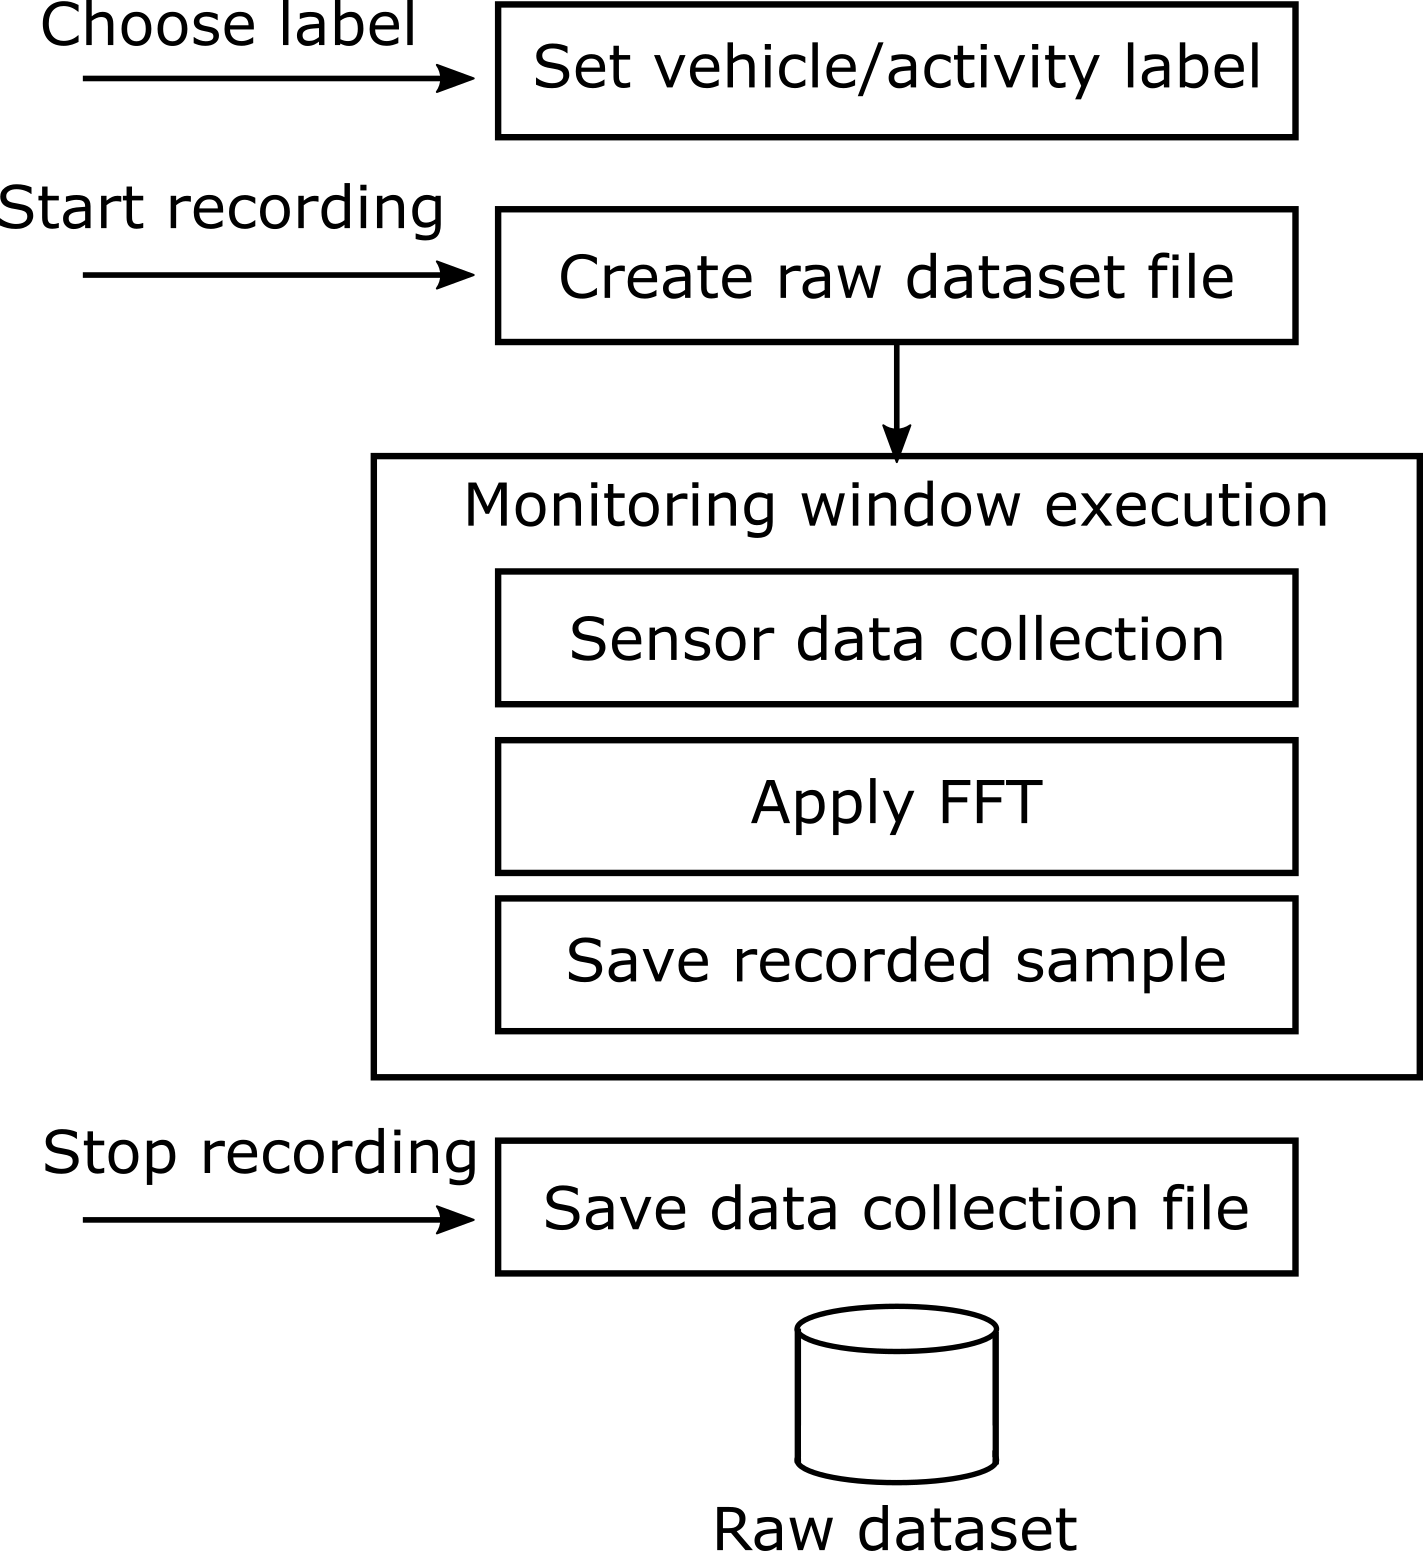 Choose label
Set vehicle/activity label
Start recording
Create raw dataset file
Monitoring window execution
Sensor data collection
Apply FFT
Save recorded sample
Stop recording
Save data collection file
Raw dataset